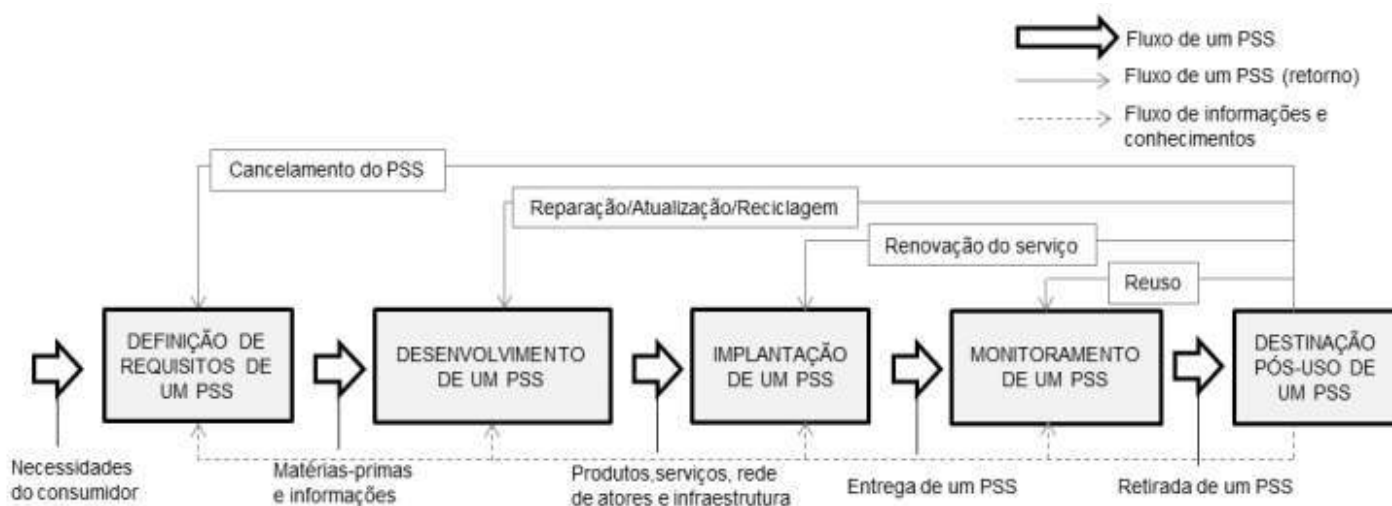 Fluxo de um PSS
Fluxo de um PSS (retorno)
Fluxo de informações e
conhecimentos
Cancelamento do PSS
Reparação/Atualização/Reciclagem
Renovação do serviço
Reuso
DEFINIÇÃO DE
REQUISITOS DE
UM PSS
DESENVOLVIMENTO
DE UM PSS
IMPLANTAÇÃO
DE UM PSS
MONITORAMENTO
DE UM PSS
DESTINAÇÃO
PÓS-USO DE
UM PSS
Necessidades
do consumidor
Matérias-primas
e informações
Produtos,serviços, rede
de atores e infraestrutura
Entrega de um PSS
Retirada de um PSS